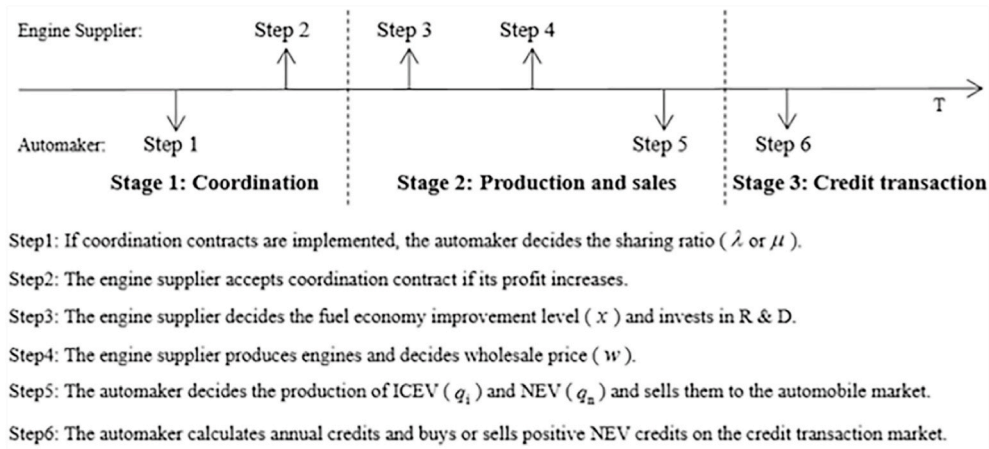 Engine Supplier: Step 2 Step 3 Step 4
T
Automaker: Step 1 Step 5 Step 6
Stage 1: Coordination Stage 2: Production and sales Stage 3: Credit transaction
Step1: If coordination contracts are implemented, the automaker decides the sharing ratio ( λ or μ ).
Step2: The engine supplier accepts coordination contract if its profit increases.
Step3: The engine supplier decides the fuel economy improvement level ( x ) and invests in R & D.
Step4: The engine supplier produces engines and decides wholesale price ( w ).
Step5: The automaker decides the production of ICEV ( qᵢ ) and NEV ( qₙ ) and sells them to the automobile market.
Step6: The automaker calculates annual credits and buys or sells positive NEV credits on the credit transaction market.